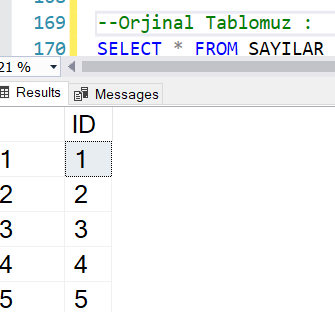 169 --Orjinal Tablomuz :
170 SELECT * FROM SAYILAR
21 %
Results Messages
ID
1 1
2 2
3 3
4 4
5 5